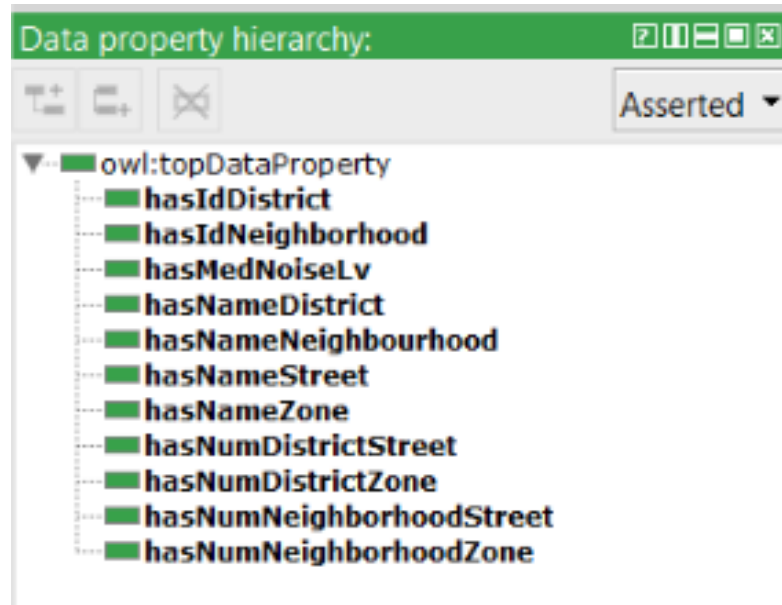 Data property hierarchy:
Asserted
owl:topDataProperty
hasIdDistrict
hasIdNeighborhood
hasMedNoiseLv
hasNameDistrict
hasNameNeighbourhood
hasNameStreet
hasNameZone
hasNumDistrictStreet
hasNumDistrictZone
hasNumNeighborhoodStreet
hasNumNeighborhoodZone